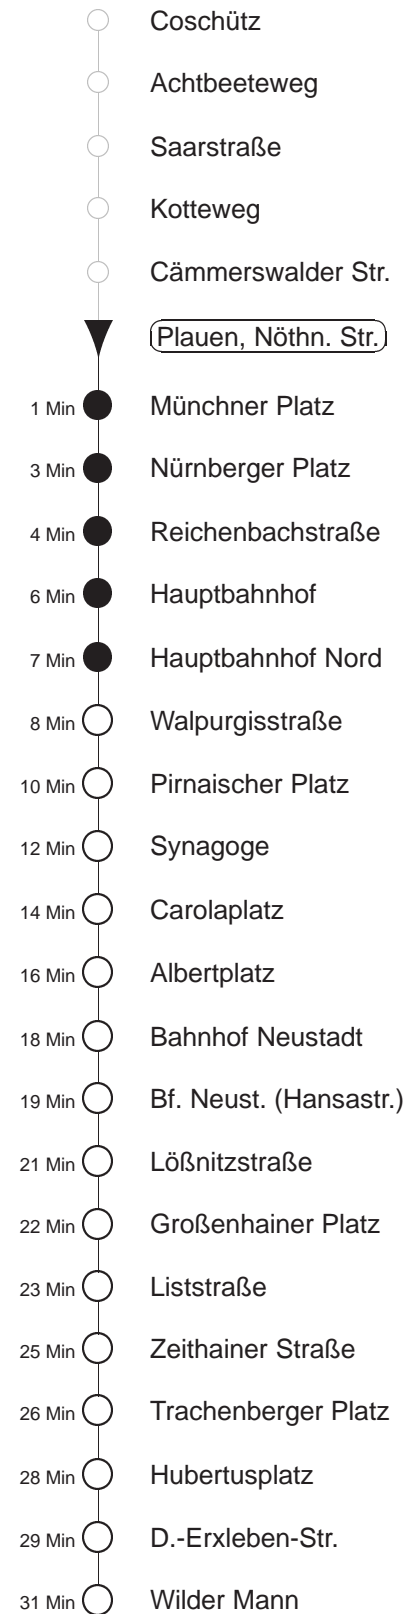 Coschütz
Achtbeeteweg
Saarstraße
Kotteweg
Cämmerswalder Str.
Plauen, Nöthn. Str.
1 Min Münchner Platz
3 Min Nürnberger Platz
4 Min Reichenbachstraße
6 Min Hauptbahnhof
7 Min Hauptbahnhof Nord
8 Min Walpurgisstraße
10 Min Pirnaischer Platz
12 Min Synagoge
14 Min Carolaplatz
16 Min Albertplatz
18 Min Bahnhof Neustadt
19 Min Bf. Neust. (Hansastr.)
21 Min Lößnitzstraße
22 Min Großenhainer Platz
23 Min Liststraße
25 Min Zeithainer Straße
26 Min Trachenberger Platz
28 Min Hubertusplatz
29 Min D.-Erxleben-Str.
31 Min Wilder Mann